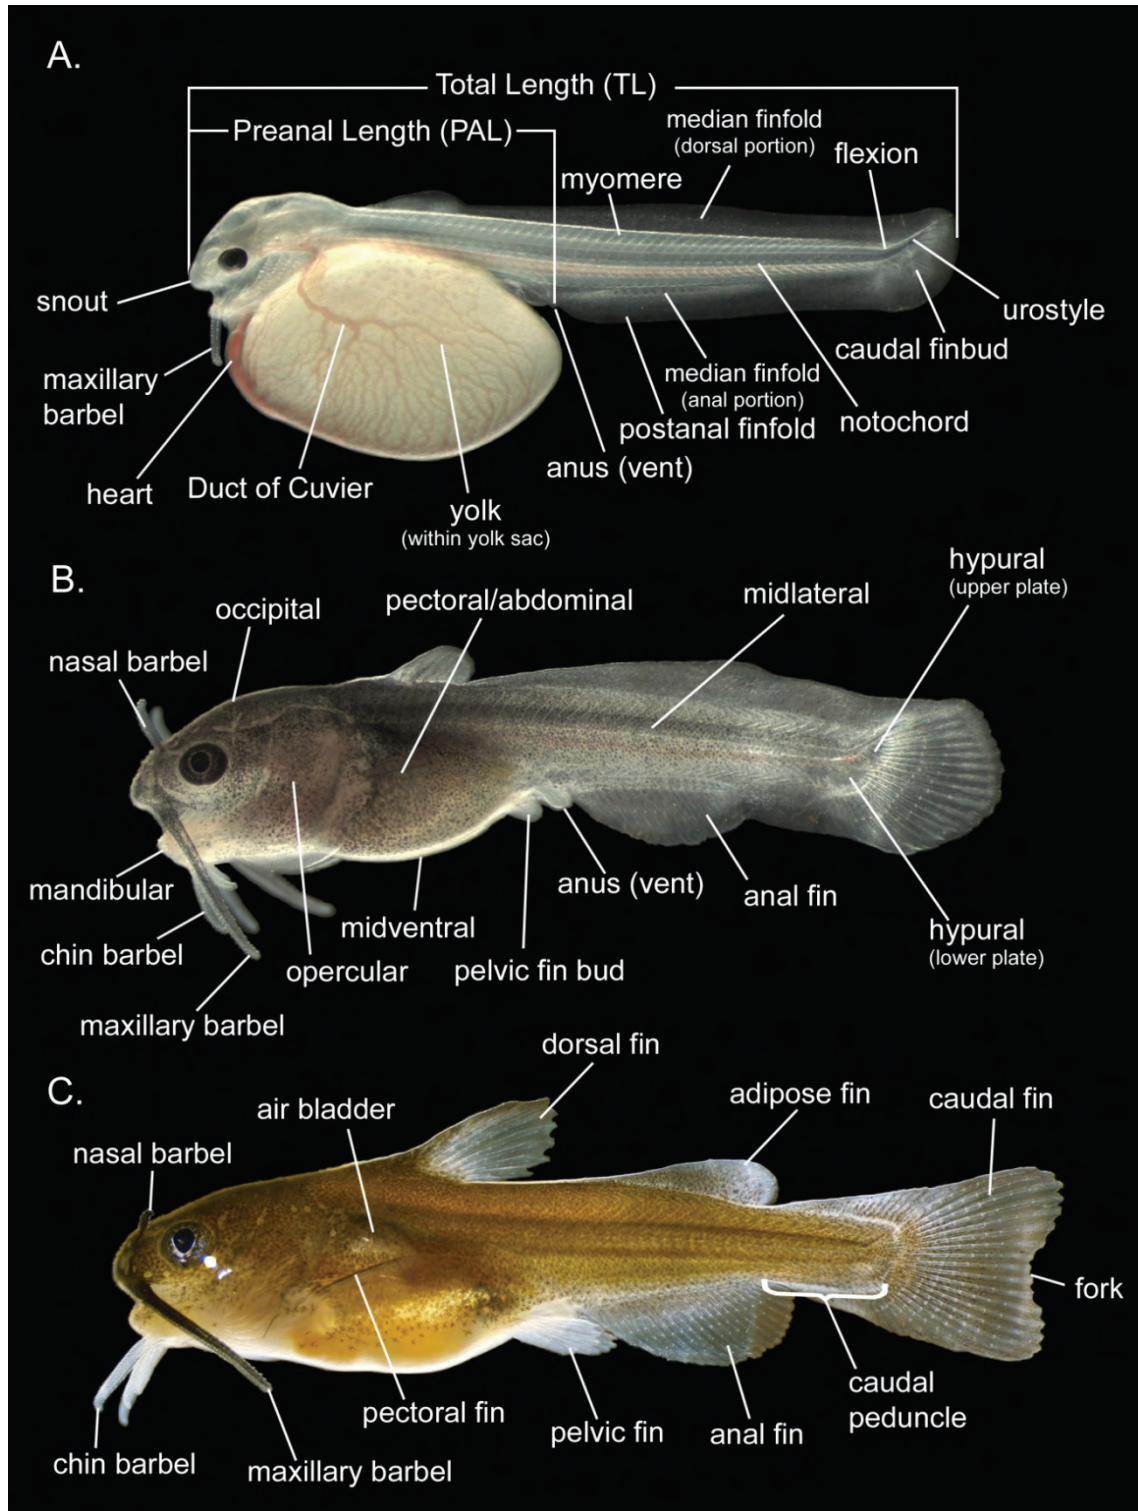 A.
Total Length (TL)
Preanal Length (PAL)
median finfold
(dorsal portion)
flexion
myomere
snout
urostyle
caudal finbud
maxillary
barbel
median finfold
(anal portion)
notochord
postanal finfold
anus (vent)
heart
Duct of Cuvier
yolk
(within yolk sac)
B.
hypural
(upper plate)
occipital
pectoral/abdominal
midlateral
nasal barbel
mandibular
anus (vent)
anal fin
chin barbel
midventral
hypural
(lower plate)
opercular
pelvic fin bud
maxillary barbel
dorsal fin
C.
air bladder
adipose fin
caudal fin
nasal barbel
fork
caudal
peduncle
pectoral fin
pelvic fin
anal fin
chin barbel
maxillary barbel